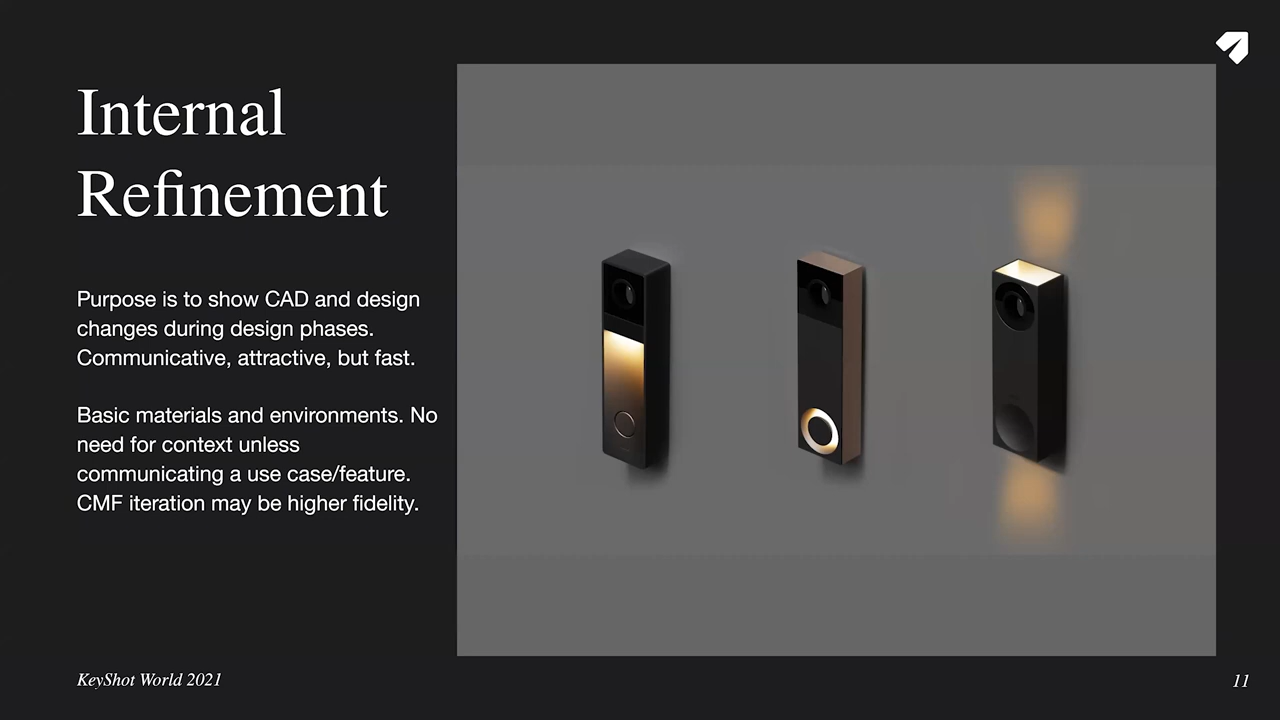 Internal
Refinement
Purpose is to show CAD and design
changes during design phases.
Communicative, attractive, but fast.
Basic materials and environments. No
need for context unless
communicating a use case/feature.
CMF iteration may be higher fidelity.
KeyShot World 2021
11